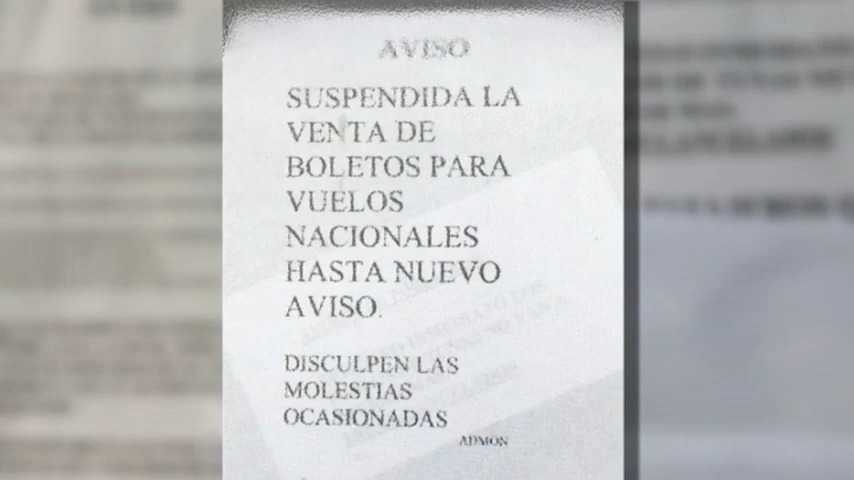 AVISO
SUSPENDIDA LA
VENTA DE
BOLETOS PARA
VUELOS
NACIONALES
HASTA NUEVO
AVISO.
DISCULPEN LAS
MOLESTIAS
OCASIONADAS
ADMON